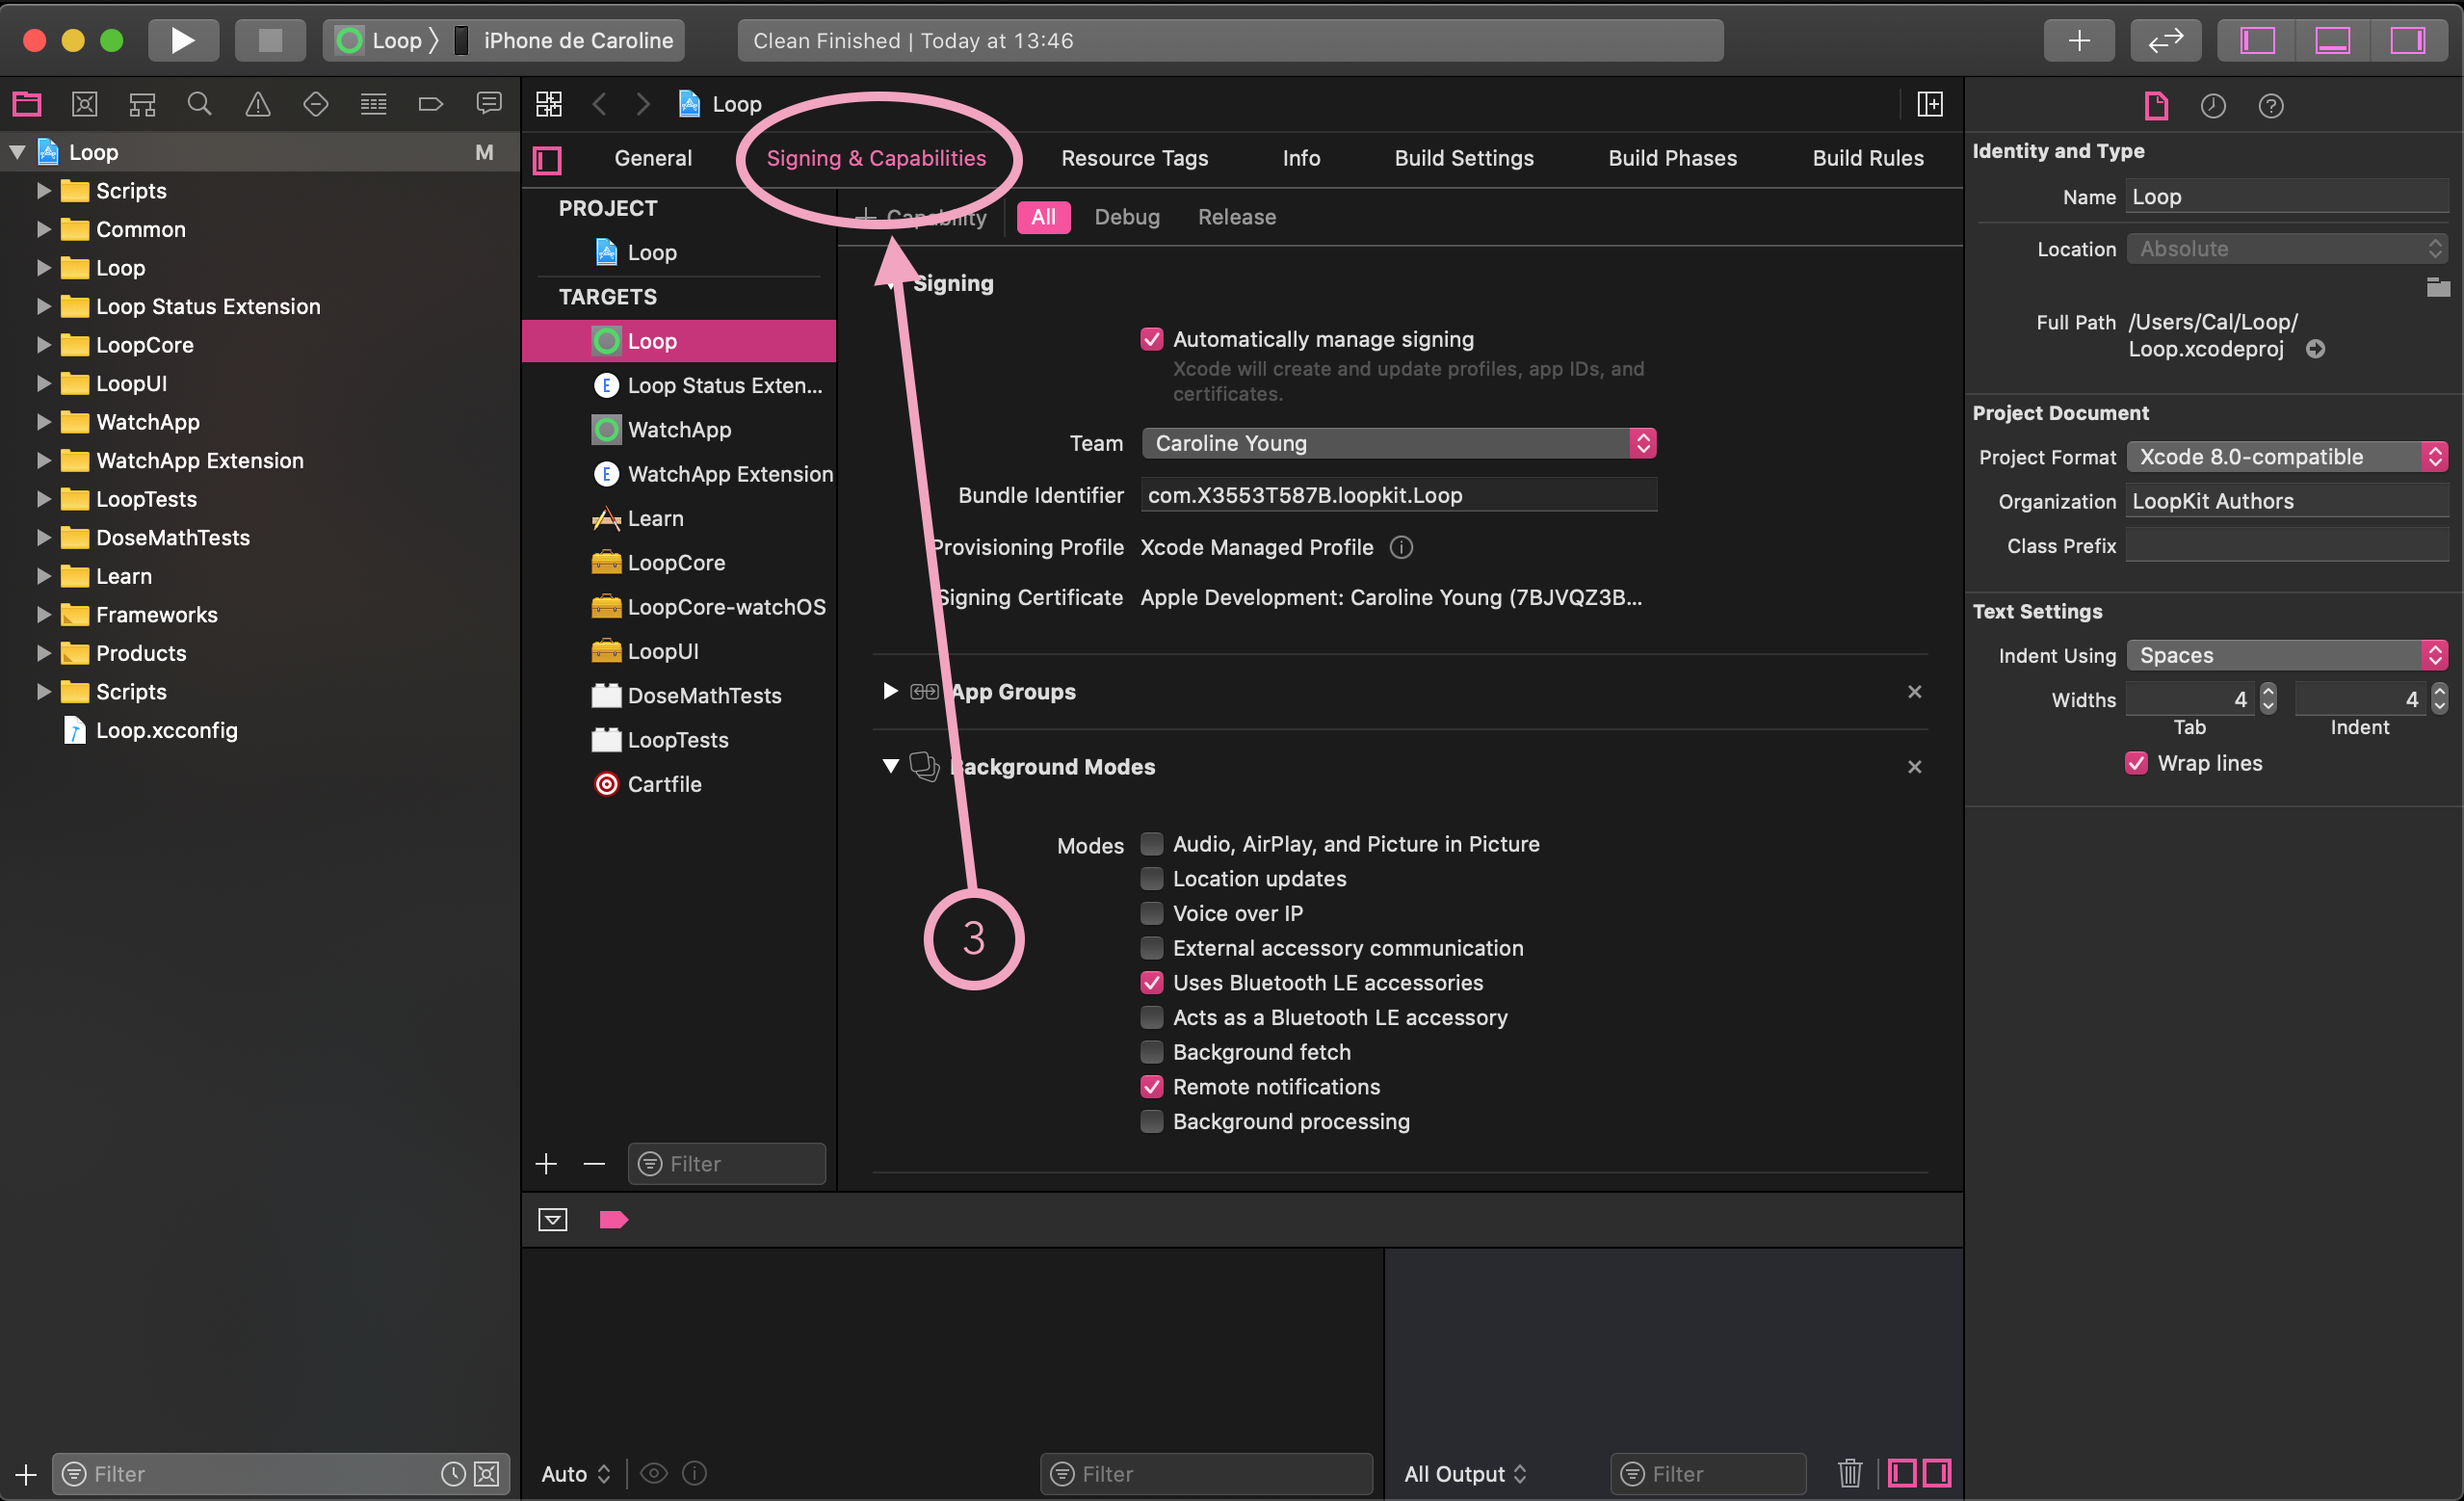 Loop 〉 iPhone de Caroline
Clean Finished | Today at 13:46
Loop
M
Scripts
Common
Loop
Loop Status Extension
LoopCore
LoopUI
WatchApp
WatchApp Extension
LoopTests
DoseMathTests
Learn
Frameworks
Products
Scripts
Loop.xcconfig
Filter
Loop
General
Signing & Capabilities
Resource Tags
Info
Build Settings
Build Phases
Build Rules
PROJECT
Loop
TARGETS
Loop
Loop Status Exten...
WatchApp
WatchApp Extension
Learn
LoopCore
LoopCore-watchOS
LoopUI
DoseMathTests
LoopTests
Cartfile
Filter
+ Capability
All
Debug
Release
Signing
Automatically manage signing
Xcode will create and update profiles, app IDs, and
certificates.
Team
Caroline Young
Bundle Identifier
com.X3553T587B.loopkit.Loop
Provisioning Profile
Xcode Managed Profile
Signing Certificate
Apple Development: Caroline Young (7BJVQZ3B...
App Groups
Background Modes
Modes
Audio, AirPlay, and Picture in Picture
Location updates
Voice over IP
External accessory communication
Uses Bluetooth LE accessories
Acts as a Bluetooth LE accessory
Background fetch
Remote notifications
Background processing
3
Auto
Filter
All Output
Filter
Identity and Type
Name
Loop
Location
Absolute
Full Path
/Users/Cal/Loop/
Loop.xcodeproj
Project Document
Project Format
Xcode 8.0-compatible
Organization
LoopKit Authors
Class Prefix
Text Settings
Indent Using
Spaces
Widths
4
4
Tab
Indent
Wrap lines